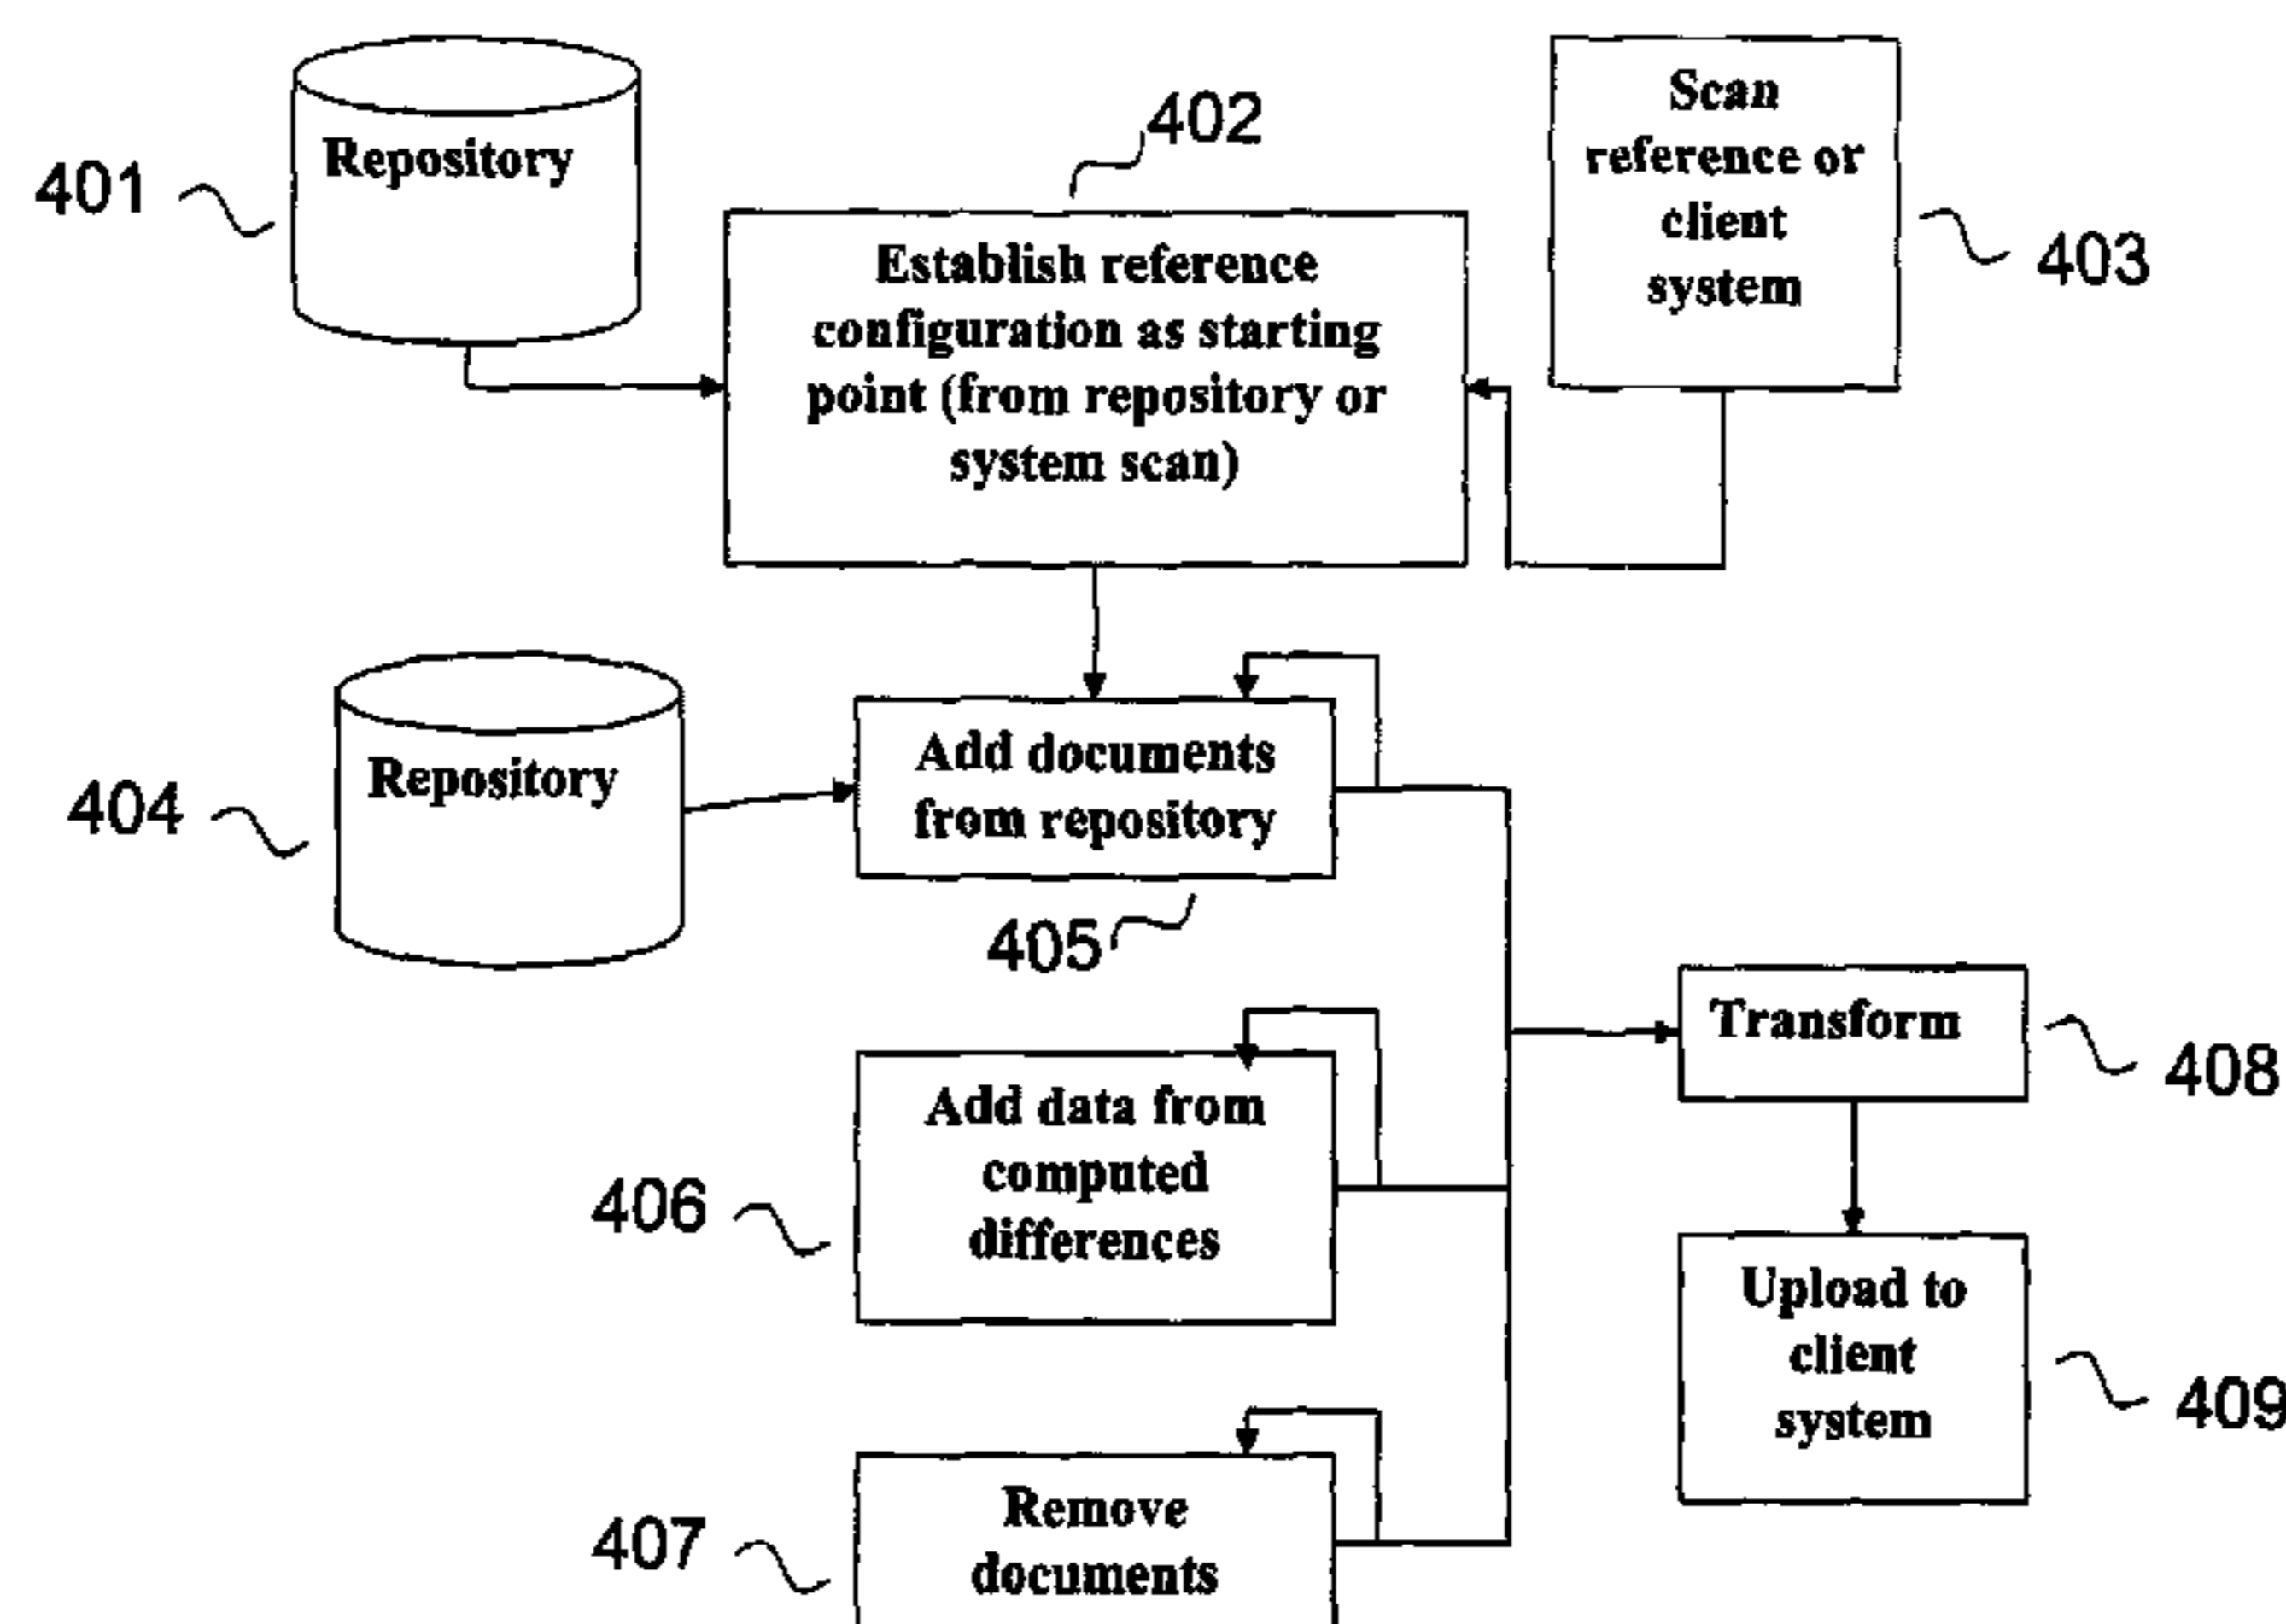 Repository
401
402
Establish reference
configuration as starting
point (from repository or
system scan)
Scan
reference or
client
system
403
Repository
404
Add documents
from repository
405
Add data from
computed
differences
406
Remove
documents
407
Transform
408
Upload to
client
system
409